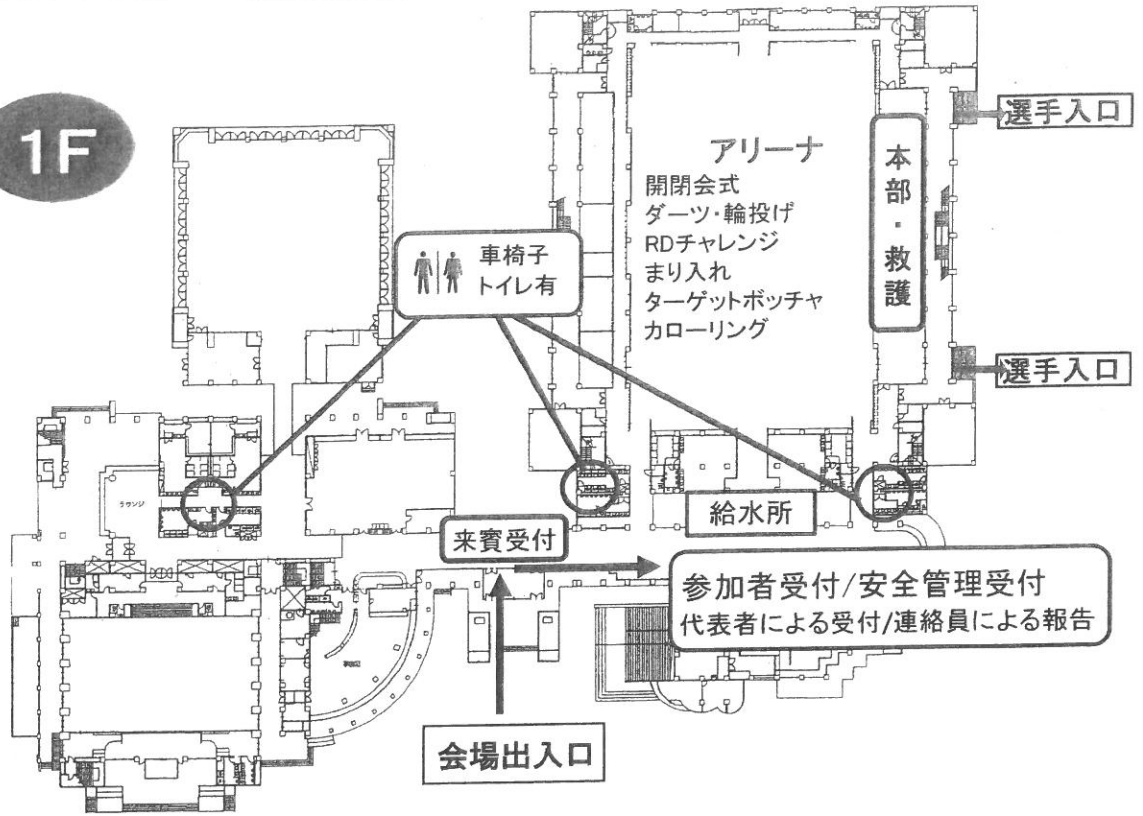 1F
選手入口
アリーナ
開閉会式
ダーツ・輪投げ
RDチャレンジ
まり入れ
ターゲットボッチャ
カローリング
本部・救護
車椅子
トイレ有
選手入口
ラウンジ
給水所
来賓受付
参加者受付/安全管理受付
代表者による受付/連絡員による報告
会場出入口